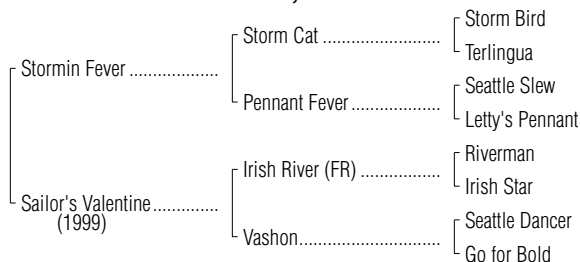 Storm Bird
Storm Cat ........................
Terlingua
Stormin Fever ..................
Seattle Slew
Pennant Fever ..................
Letty's Pennant
Riverman
Irish River (FR) ................
Irish Star
Sailor's Valentine .............
(1999)
Seattle Dancer
Vashon.............................
Go for Bold